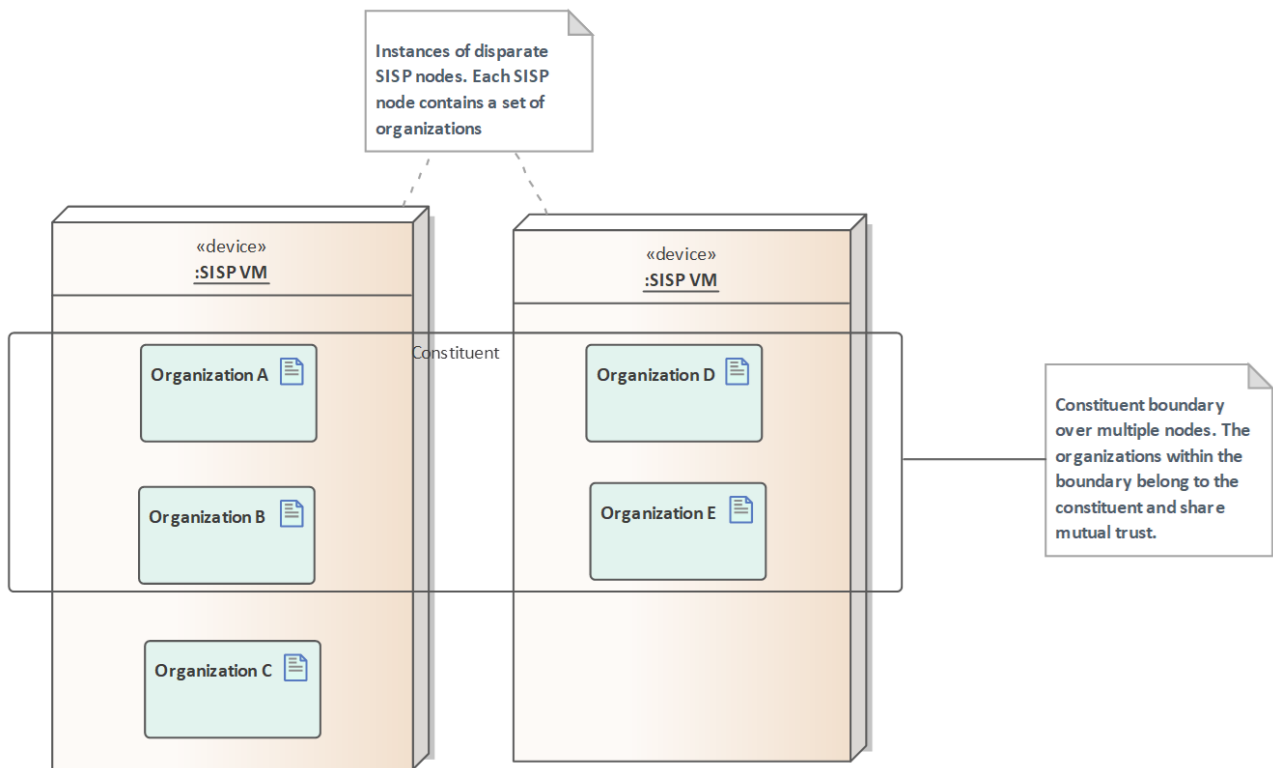 Instances of disparate
SISP nodes. Each SISP
node contains a set of
organizations
«device»
:SISP VM
«device»
:SISP VM
Constituent
Organization A
Organization D
Organization B
Organization E
Organization C
Constituent boundary
over multiple nodes. The
organizations within the
boundary belong to the
constituent and share
mutual trust.